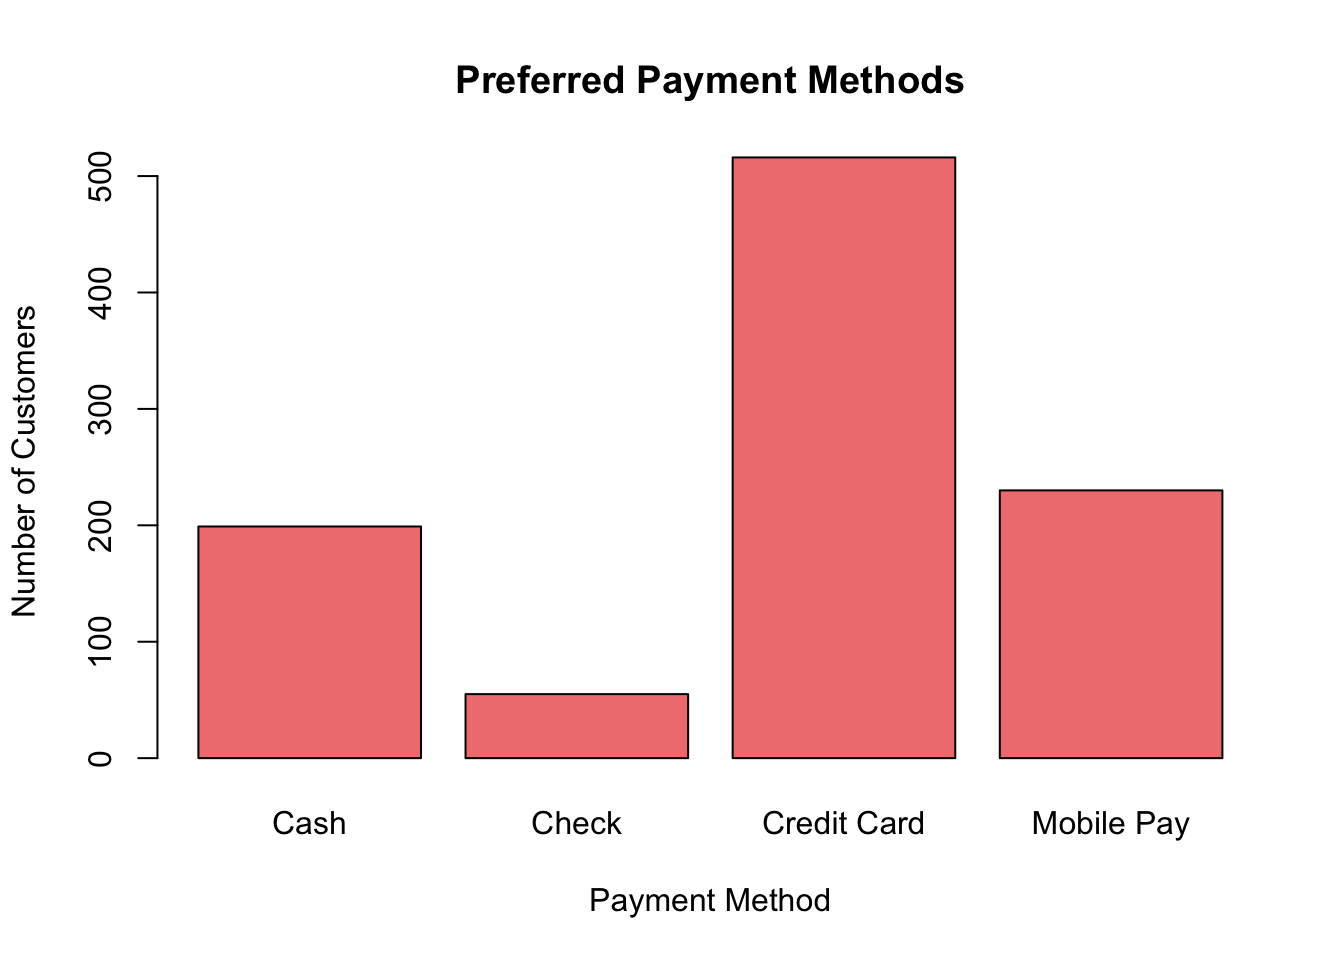 Preferred Payment Methods
Number of Customers
500
400
300
200
100
0
Cash
Check
Credit Card
Mobile Pay
Payment Method